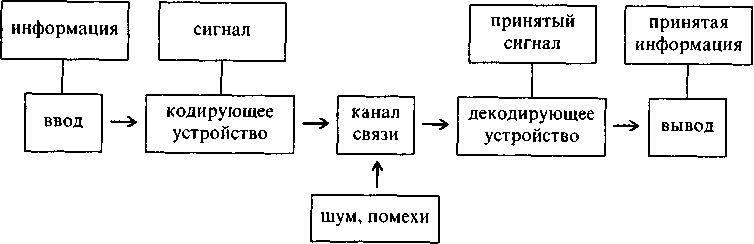 информация
сигнал
принятый
сигнал
принятая
информация
ввод
кодирующее
устройство
канал
связи
декодирующее
устройство
вывод
шум, помехи